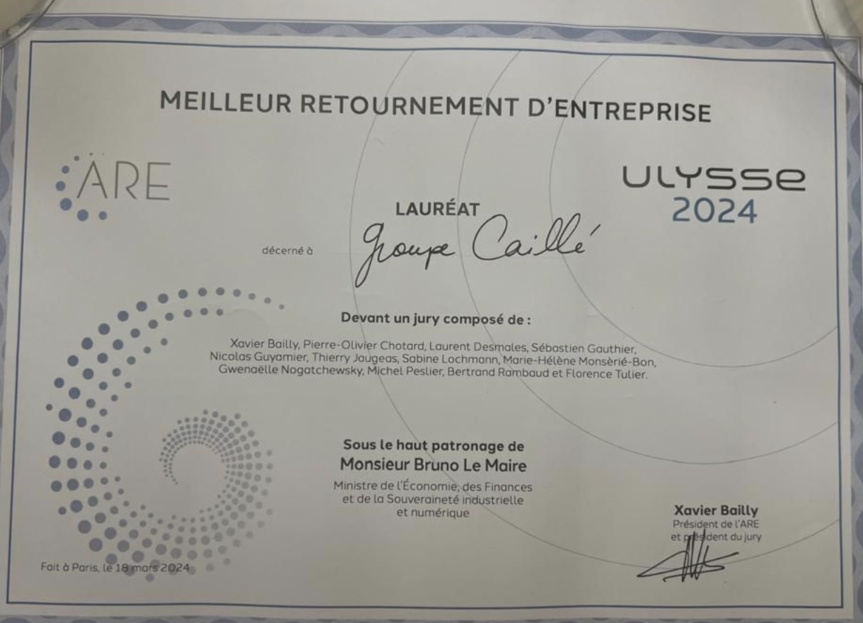 MEILLEUR RETOURNEMENT D'ENTREPRISE
ARE
ULYSSE
2024
LAURÉAT
décerné à
Groupe Caillé
Devant un jury composé de :
Xavier Bailly, Pierre-Olivier Chotard, Laurent Desmales, Sébastien Gauthier,
Nicolas Guyamier, Thierry Jaugeas, Sabine Lochmann, Marie-Hélène Monsèrié-Bon,
Gwenaëlle Nogatchewsky, Michel Peslier, Bertrand Rambaud et Florence Tulier.
Sous le haut patronage de
Monsieur Bruno Le Maire
Ministre de l'Économie, des Finances
et de la Souveraineté industrielle
et numérique
Xavier Bailly
Président de l'ARE
et président du jury
Fait à Paris, le 18 mars 2024